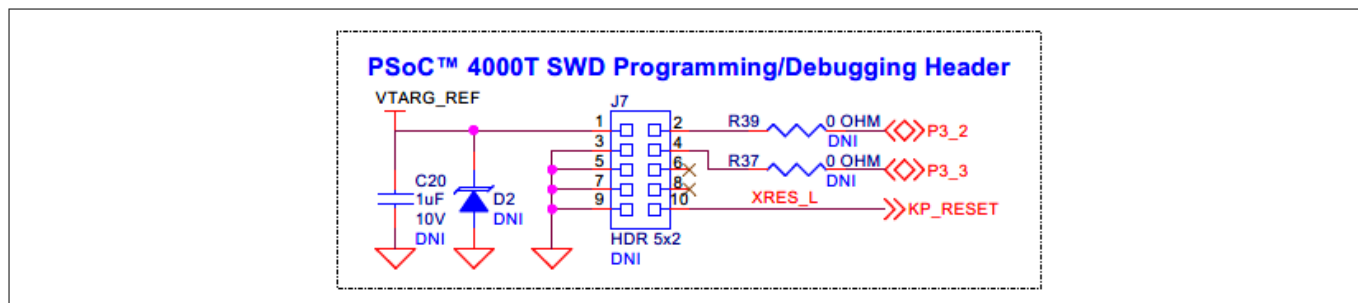 PSoC™ 4000T SWD Programming/Debugging Header
VTARG_REF
J7
1 2 R39 0 OHM P3_2
DNI
3 4 R37 0 OHM P3_3
DNI
5 6
7 8
9 10 XRES_L KP_RESET
C20
1uF
10V
DNI
D2
DNI
HDR 5x2
DNI